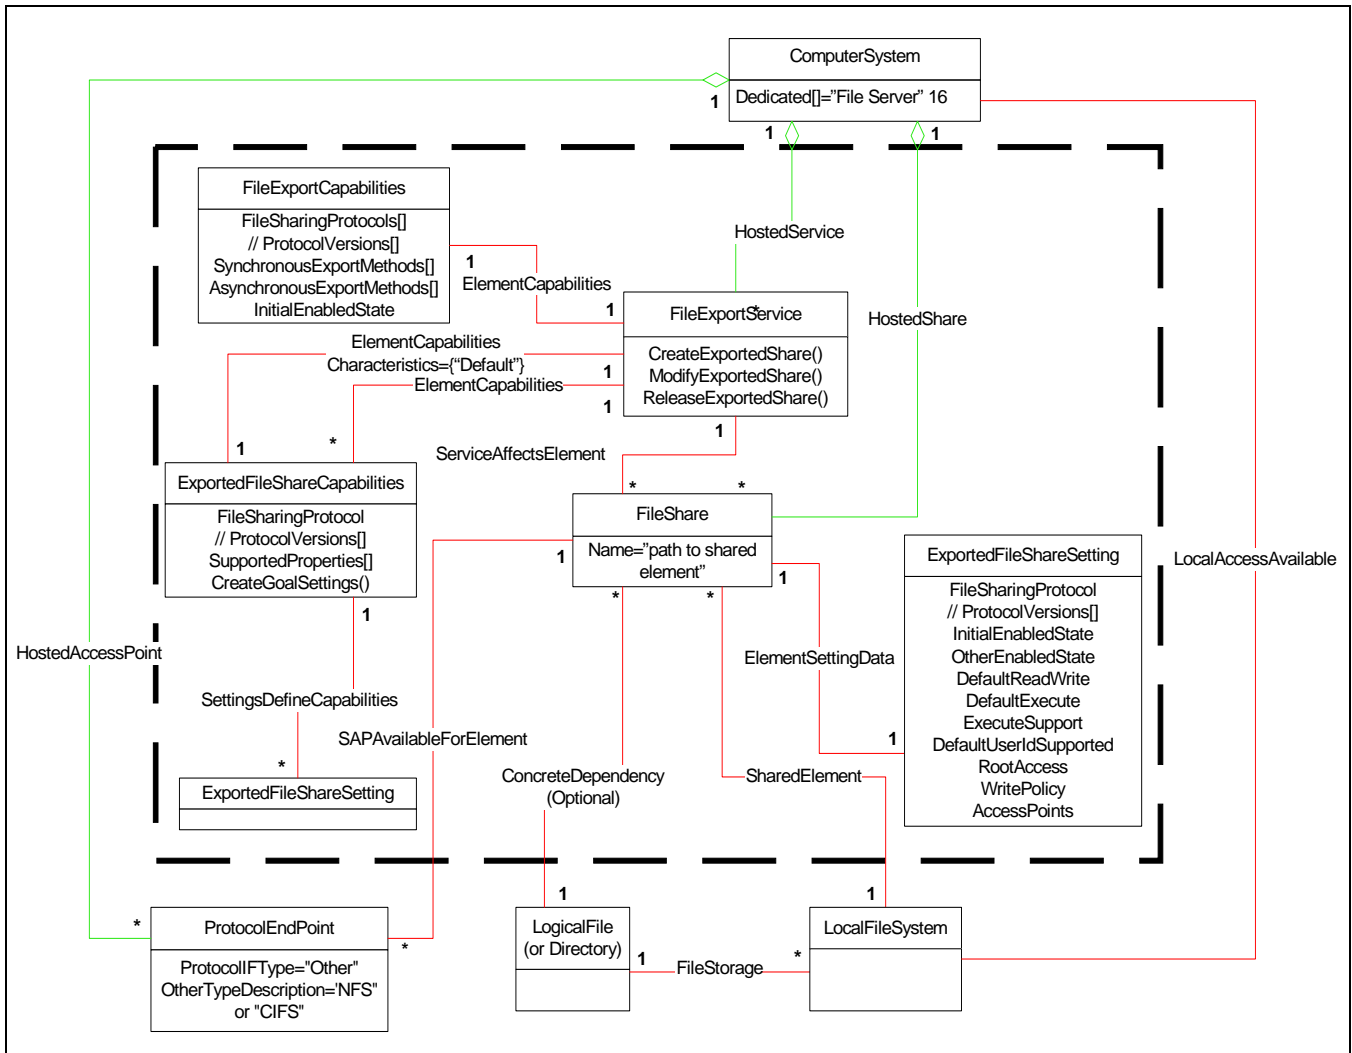 ComputerSystem
Dedicated[]=”File Server” 16
1
1
1
FileExportCapabilities
FileSharingProtocols[]
// ProtocolVersions[]
SynchronousExportMethods[]
AsynchronousExportMethods[]
InitialEnabledState
HostedService
1
ElementCapabilities
1
*
FileExportService
CreateExportedShare()
ModifyExportedShare()
ReleaseExportedShare()
HostedShare
ElementCapabilities
Characteristics={“Default”}
1
ElementCapabilities
1
1
*
1
ServiceAffectsElement
ExportedFileShareCapabilities
FileSharingProtocol
// ProtocolVersions[]
SupportedProperties[]
CreateGoalSettings()
*
*
FileShare
Name=”path to shared
element”
1
1
*
*
1
ExportedFileShareSetting
FileSharingProtocol
// ProtocolVersions[]
InitialEnabledState
OtherEnabledState
DefaultReadWrite
DefaultExecute
ExecuteSupport
DefaultUserIdSupported
RootAccess
WritePolicy
AccessPoints
LocalAccessAvailable
HostedAccessPoint
ElementSettingData
SettingsDefineCapabilities
SAPAvailableForElement
1
*
ConcreteDependency
(Optional)
SharedElement
ExportedFileShareSetting
1
1
*
ProtocolEndPoint
ProtocolIFType="Other"
OtherTypeDescription='NFS"
or "CIFS"
*
LogicalFile
(or Directory)
1
FileStorage
*
LocalFileSystem